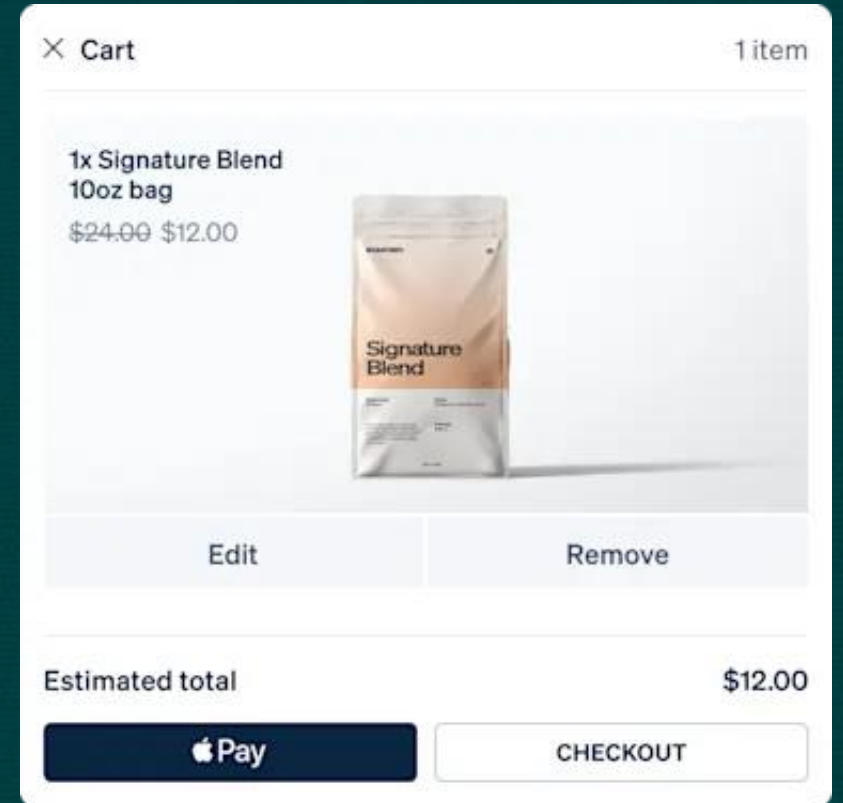 Cart
1 item
1x Signature Blend
10oz bag
$24.00 $12.00
Signature
Blend
Edit
Remove
Estimated total
$12.00
Pay
CHECKOUT